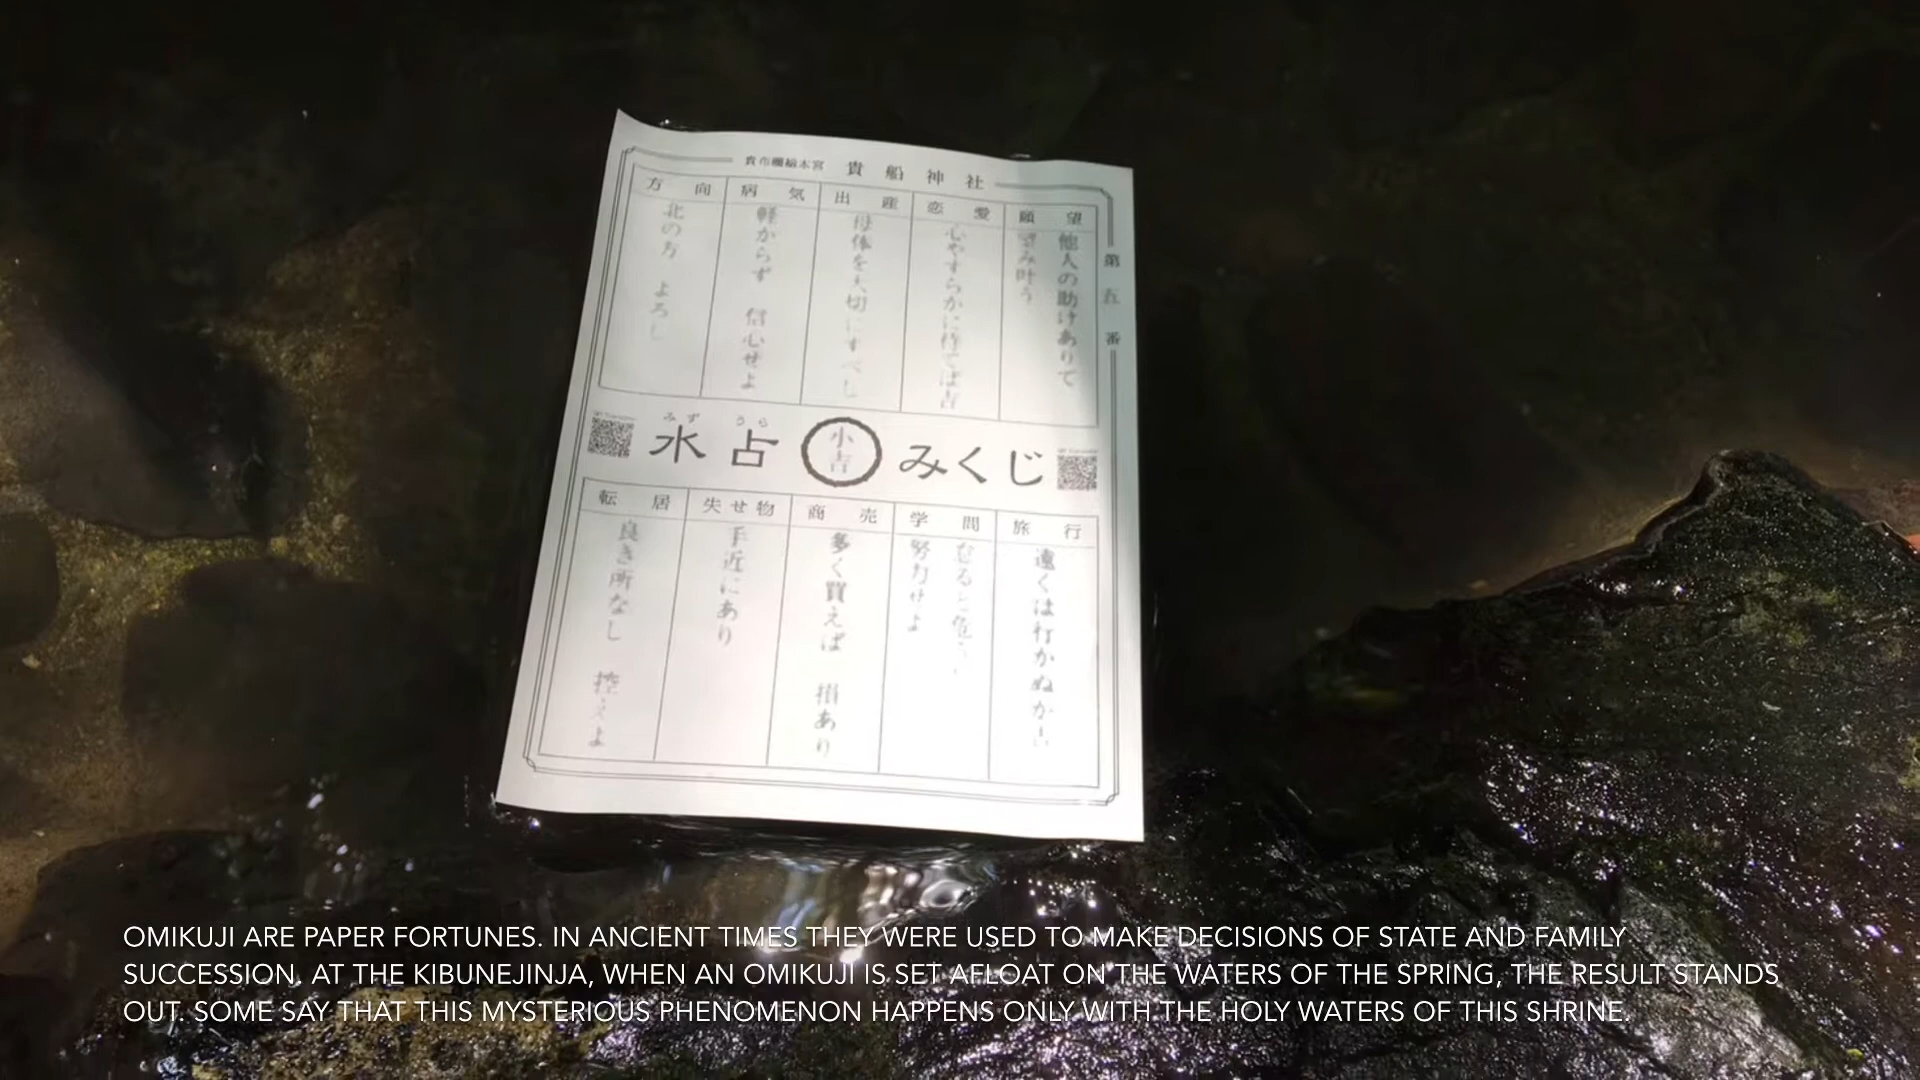 貴布禰総本宮 貴船神社
第五番
願望
他人の助けありて
望み叶う
恋愛
心やすらかに待てば吉
出産
母体を大切にすべし
病気
軽からず 信心せよ
方向
北の方 よろし
みず うら
水占 小吉 みくじ
旅行
遠くは行かぬが吉
学問
怠ると危うい
努力せよ
商売
多く買えば 損あり
失せ物
手近にあり
転居
良き所なし 控えよ
OMIKUJI ARE PAPER FORTUNES. IN ANCIENT TIMES THEY WERE USED TO MAKE DECISIONS OF STATE AND FAMILY
SUCCESSION. AT THE KIBUNEJINJA, WHEN AN OMIKUJI IS SET AFLOAT ON THE WATERS OF THE SPRING, THE RESULT STANDS
OUT. SOME SAY THAT THIS MYSTERIOUS PHENOMENON HAPPENS ONLY WITH THE HOLY WATERS OF THIS SHRINE.